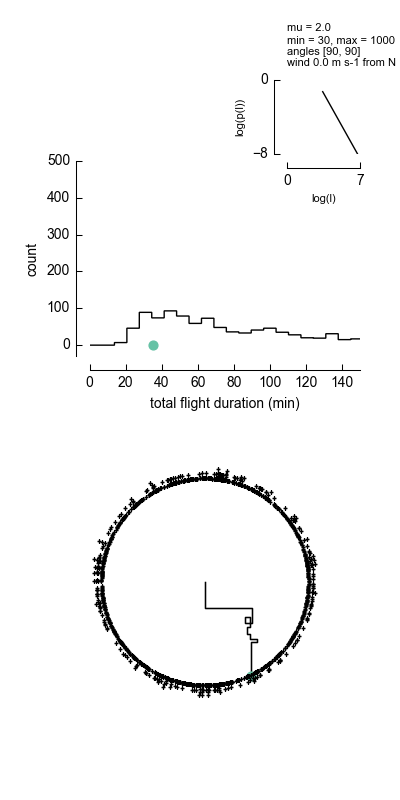 mu = 2.0
min = 30, max = 1000
angles [90, 90]
wind 0.0 m s-1 from N
0
log(p(l))
−8
0 7
log(l)
500
400
300
count
200
100
0
0 20 40 60 80 100 120 140
total flight duration (min)